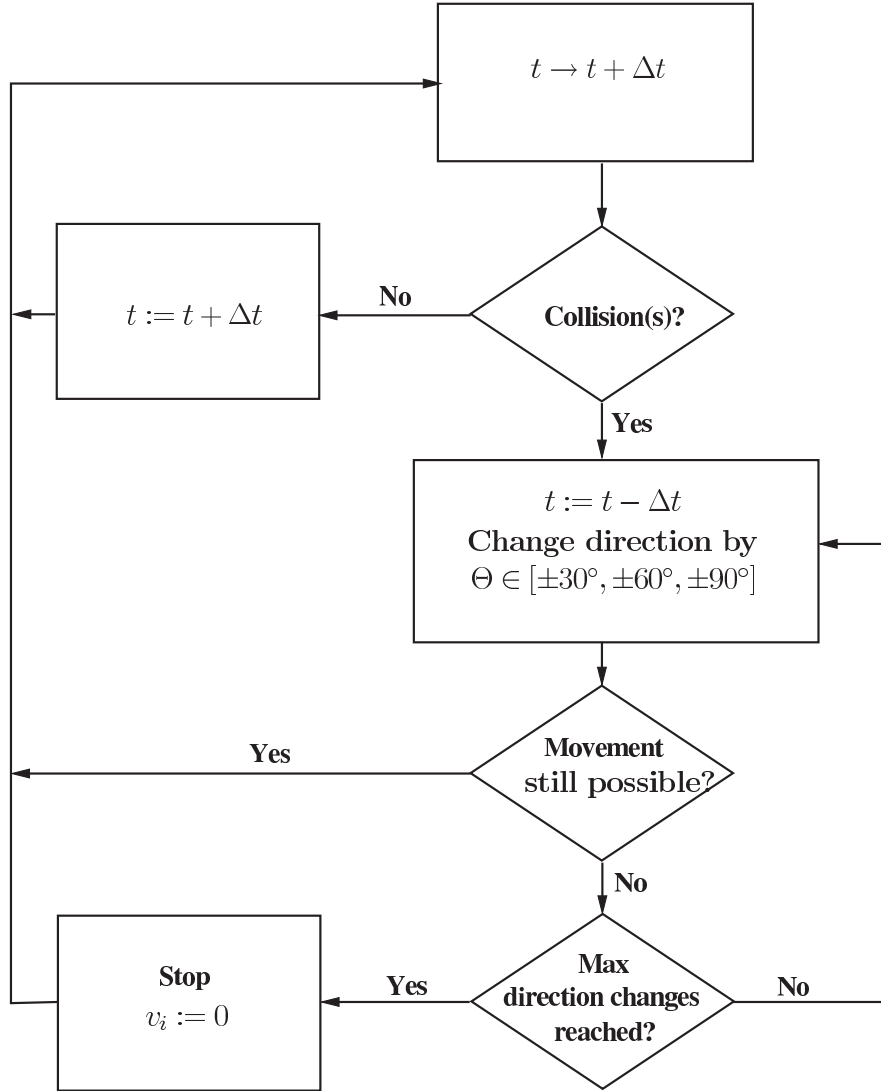 t → t + Δt
No
t := t + Δt
Collision(s)?
Yes
t := t − Δt
Change direction by
Θ ∈ [±30°, ±60°, ±90°]
Yes
Movement
still possible?
No
Stop
v_i := 0
Yes
Max
direction changes
reached?
No